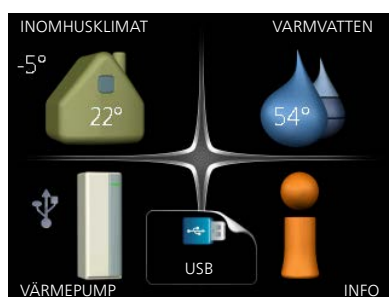 INOMHUSKLIMAT
VARMVATTEN
-5°
22°
54°
USB
VÄRMEPUMP
INFO